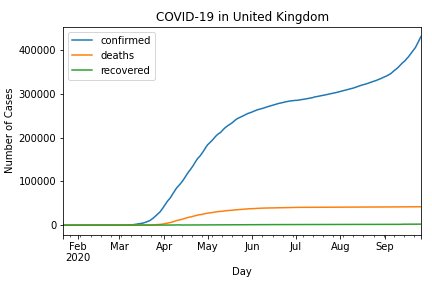 COVID-19 in United Kingdom
confirmed
deaths
recovered
Number of Cases
400000
300000
200000
100000
0
Feb Mar Apr May Jun Jul Aug Sep
2020
Day